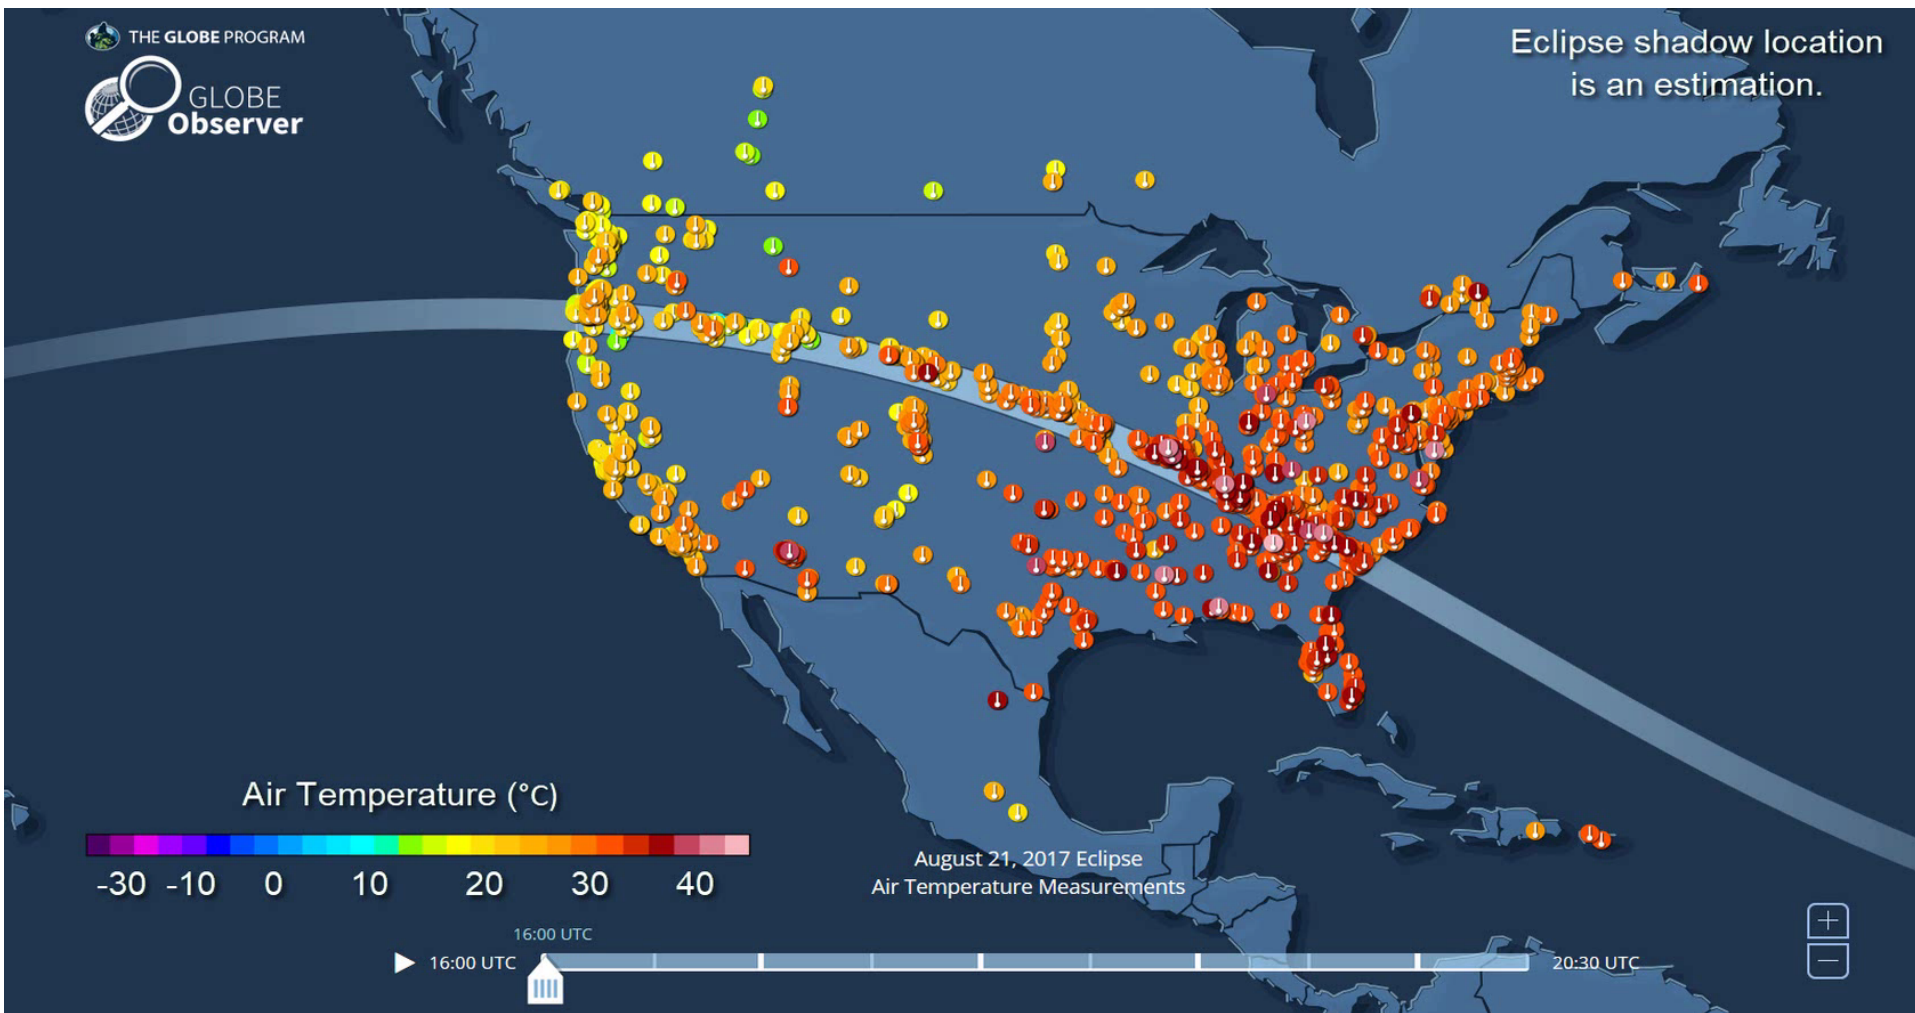 THE GLOBE PROGRAM
GLOBE
Observer
Eclipse shadow location
is an estimation.
Air Temperature (°C)
-30 -10 0 10 20 30 40
August 21, 2017 Eclipse
Air Temperature Measurements
16:00 UTC
16:00 UTC
20:30 UTC